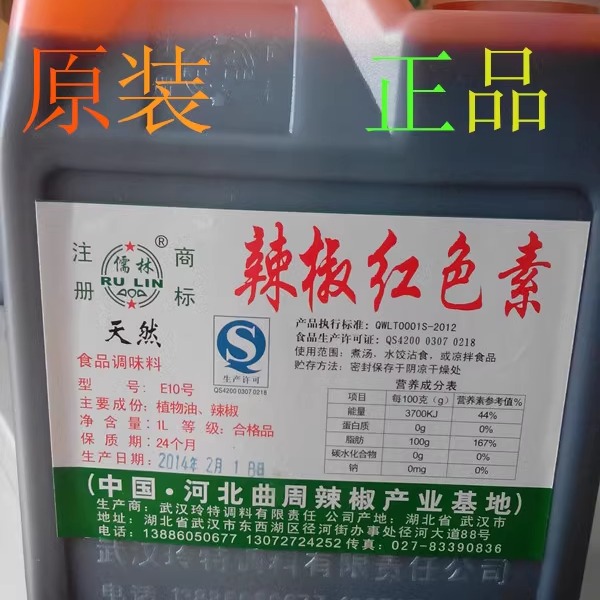 原装 正品
注册 商标
儒林
®
RU LIN
辣椒红色素
天然
食品调味料
型 号: E10号
主要成份: 植物油、辣椒
净含量: 1L 等级: 合格品
保质期: 24个月
生产日期: 2014年2月18日
生产许可
QS4200 0307 0218
产品执行标准: QWLT0001S-2012
食品生产许可证: QS4200 0307 0218
使用范围: 煮汤, 水饺沾食, 或凉拌食品
贮存方法: 密封保存于阴凉干燥处
营养成分表
项目 每100克(g) 营养素参考值%
能量 3700KJ 44%
蛋白质 0g 0%
脂肪 100g 167%
碳水化合物 0g 0%
钠 0mg 0%
(中国·河北曲周辣椒产业基地)
生产商: 武汉玲特调料有限责任公司 产地: 湖北省 武汉市
地址: 湖北省武汉市东西湖区径河街办事处径河大道88号
电话: 13886050677 13072724252 传真: 027-83390836
武汉玲特调料有限责任公司